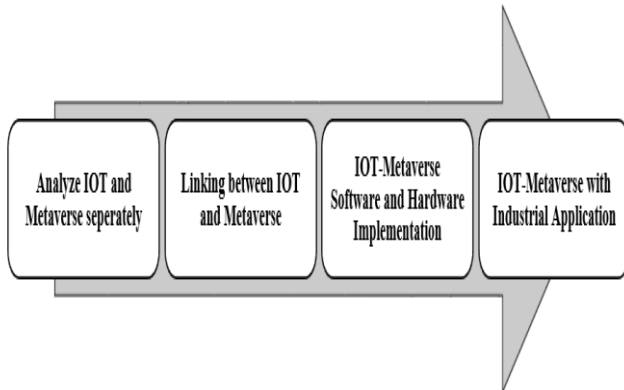 Analyze IOT and
Metaverse seperately
Linking between IOT
and Metaverse
IOT-Metaverse
Software and Hardware
Implementation
IOT-Metaverse with
Industrial Application